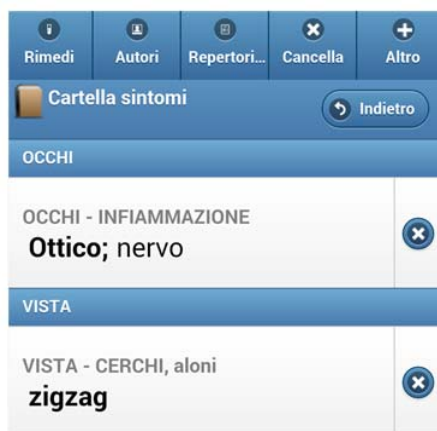 Rimedi Autori Repertori... Cancella Altro
Cartella sintomi
Indietro
OCCHI
OCCHI - INFIAMMAZIONE
Ottico; nervo
VISTA
VISTA - CERCHI, aloni
zigzag